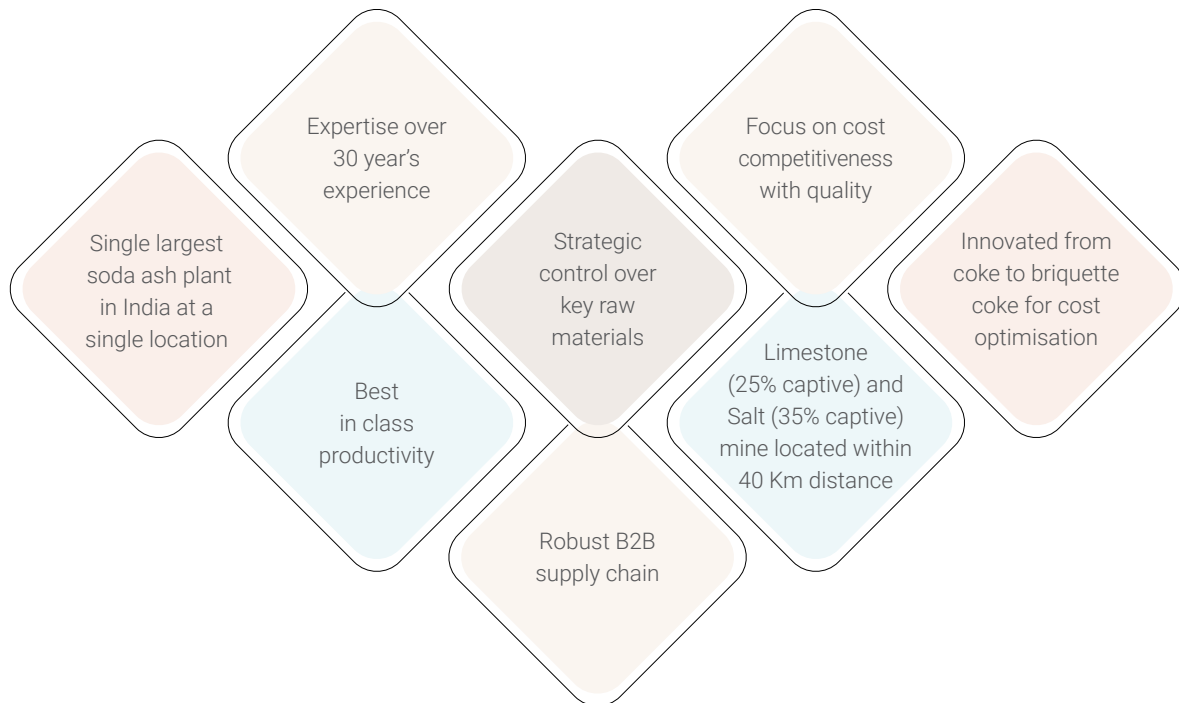 Expertise over
30 year’s
experience
Focus on cost
competitiveness
with quality
Single largest
soda ash plant
in India at a
single location
Strategic
control over
key raw
materials
Innovated from
coke to briquette
coke for cost
optimisation
Best
in class
productivity
Limestone
(25% captive) and
Salt (35% captive)
mine located within
40 Km distance
Robust B2B
supply chain